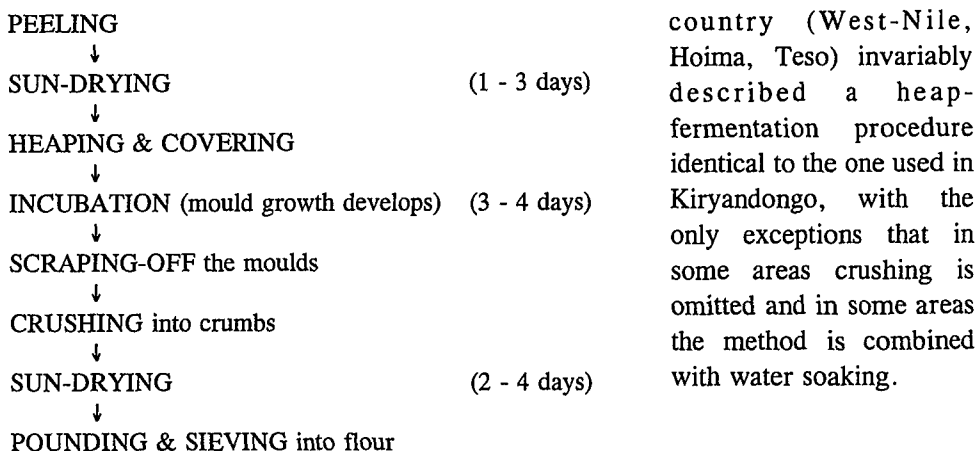 PEELING
↓
SUN-DRYING (1 - 3 days)
↓
HEAPING & COVERING
↓
INCUBATION (mould growth develops) (3 - 4 days)
↓
SCRAPING-OFF the moulds
↓
CRUSHING into crumbs
↓
SUN-DRYING (2 - 4 days)
↓
POUNDING & SIEVING into flour
country (West-Nile,
Hoima, Teso) invariably
described a heap-
fermentation procedure
identical to the one used in
Kiryandongo, with the
only exceptions that in
some areas crushing is
omitted and in some areas
the method is combined
with water soaking.